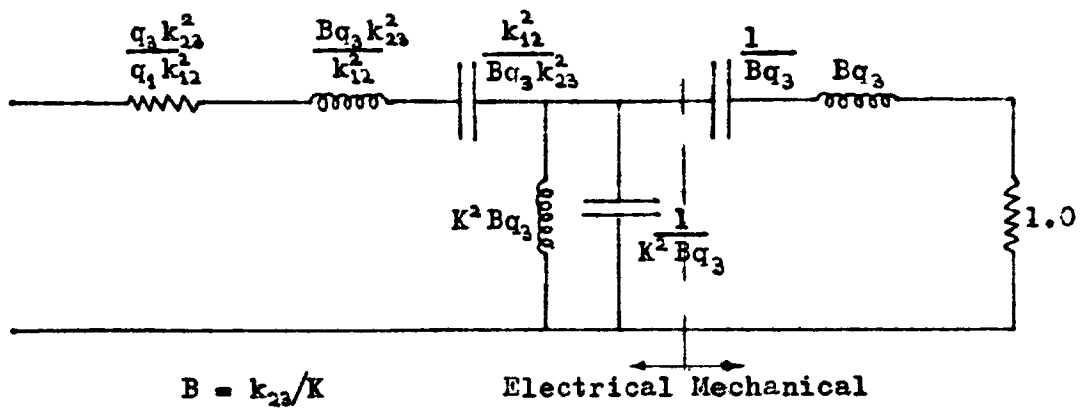 q₃k₂₃²/q₁k₁₂²
Bq₃k₂₃²/k₁₂²
k₁₂²/Bq₃k₂₃²
1/Bq₃
Bq₃
K²Bq₃
1/K²Bq₃
1.0
B = k₂₃/K
Electrical Mechanical